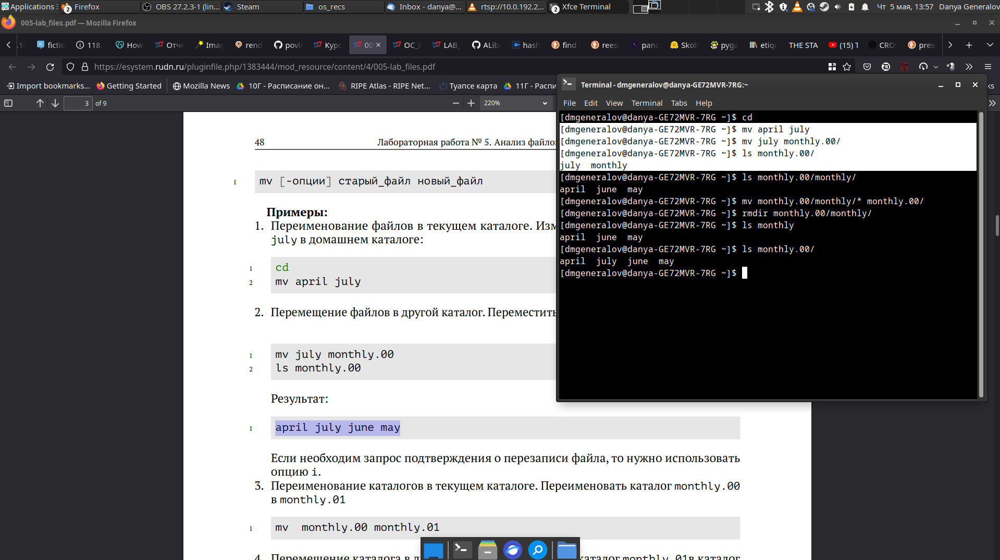 Applications Firefox OBS 27.2.3-1 (lin... Steam os_recs Inbox - danya@... rtsp://10.0.192.2... Xfce Terminal Чт 5 мая, 13:57 Danya Generalov
005-lab_files.pdf — Mozilla Firefox
fictio 118. How Отчё Imag rend povle Курс 00 OC_ LAB_ ALib hash find reese pand Skolt pyga etiqu THE STA (15) T CRO pres
https://esystem.rudn.ru/pluginfile.php/1383444/mod_resource/content/4/005-lab_files.pdf
Import bookmarks... Getting Started Mozilla News 10Г - Расписание он... RIPE Atlas - RIPE Net... Туапсе карта 11Г - Распи
3 of 9 220%
48 Лабораторная работа № 5. Анализ файло
1 mv [-опции] старый_файл новый_файл
Примеры:
1. Переименование файлов в текущем каталоге. Изм
july в домашнем каталоге:
1 cd
2 mv april july
2. Перемещение файлов в другой каталог. Переместить
1 mv july monthly.00
2 ls monthly.00
Результат:
1 april july june may
Если необходим запрос подтверждения о перезаписи файла, то нужно использовать
опцию i.
3. Переименование каталогов в текущем каталоге. Переименовать каталог monthly.00
в monthly.01
1 mv monthly.00 monthly.01
4. Перемещение каталога в д каталог monthly.01в каталог
Terminal - dmgeneralov@danya-GE72MVR-7RG:~
File Edit View Terminal Tabs Help
[dmgeneralov@danya-GE72MVR-7RG ~]$ cd
[dmgeneralov@danya-GE72MVR-7RG ~]$ mv april july
[dmgeneralov@danya-GE72MVR-7RG ~]$ mv july monthly.00/
[dmgeneralov@danya-GE72MVR-7RG ~]$ ls monthly.00/
july monthly
[dmgeneralov@danya-GE72MVR-7RG ~]$ ls monthly.00/monthly/
april june may
[dmgeneralov@danya-GE72MVR-7RG ~]$ mv monthly.00/monthly/* monthly.00/
[dmgeneralov@danya-GE72MVR-7RG ~]$ rmdir monthly.00/monthly/
[dmgeneralov@danya-GE72MVR-7RG ~]$ ls monthly
april june may
[dmgeneralov@danya-GE72MVR-7RG ~]$ ls monthly.00/
april july june may
[dmgeneralov@danya-GE72MVR-7RG ~]$